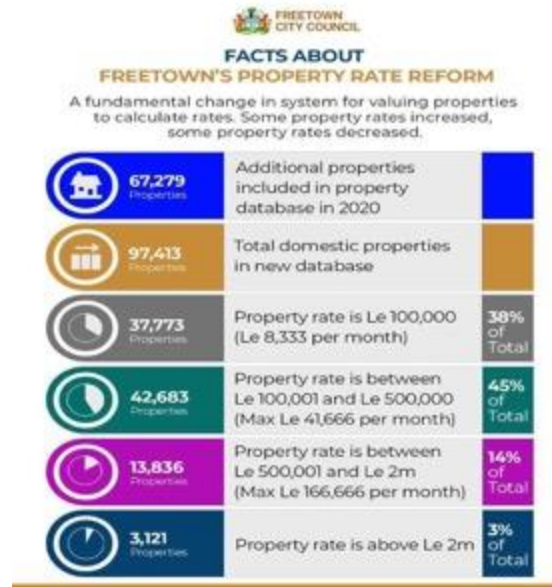 FREETOWN
CITY COUNCIL
FACTS ABOUT
FREETOWN'S PROPERTY RATE REFORM
A fundamental change in system for valuing properties
to calculate rates. Some property rates increased,
some property rates decreased.
67,279
Properties
Additional properties
included in property
database in 2020
97,413
Properties
Total domestic properties
in new database
37,773
Properties
Property rate is Le 100,000
(Le 8,333 per month)
38%
of
Total
42,683
Properties
Property rate is between
Le 100,001 and Le 500,000
(Max Le 41,666 per month)
45%
of
Total
13,836
Properties
Property rate is between
Le 500,001 and Le 2m
(Max Le 166,666 per month)
14%
of
Total
3,121
Properties
Property rate is above Le 2m
3%
of
Total